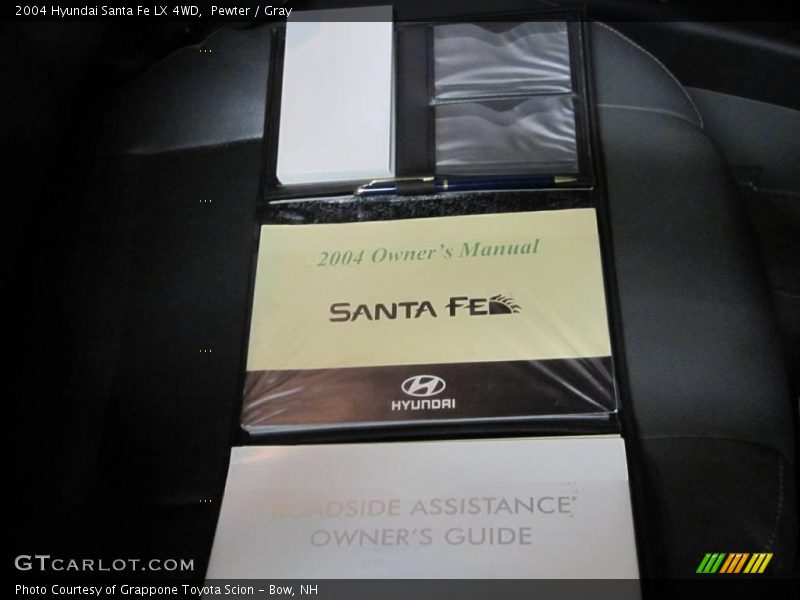 2004 Hyundai Santa Fe LX 4WD,  Pewter / Gray
2004 Owner's Manual
SANTA FE
HYUNDAI
ROADSIDE ASSISTANCE
OWNER'S GUIDE
GTCARLOT.COM
Photo Courtesy of Grappone Toyota Scion - Bow, NH